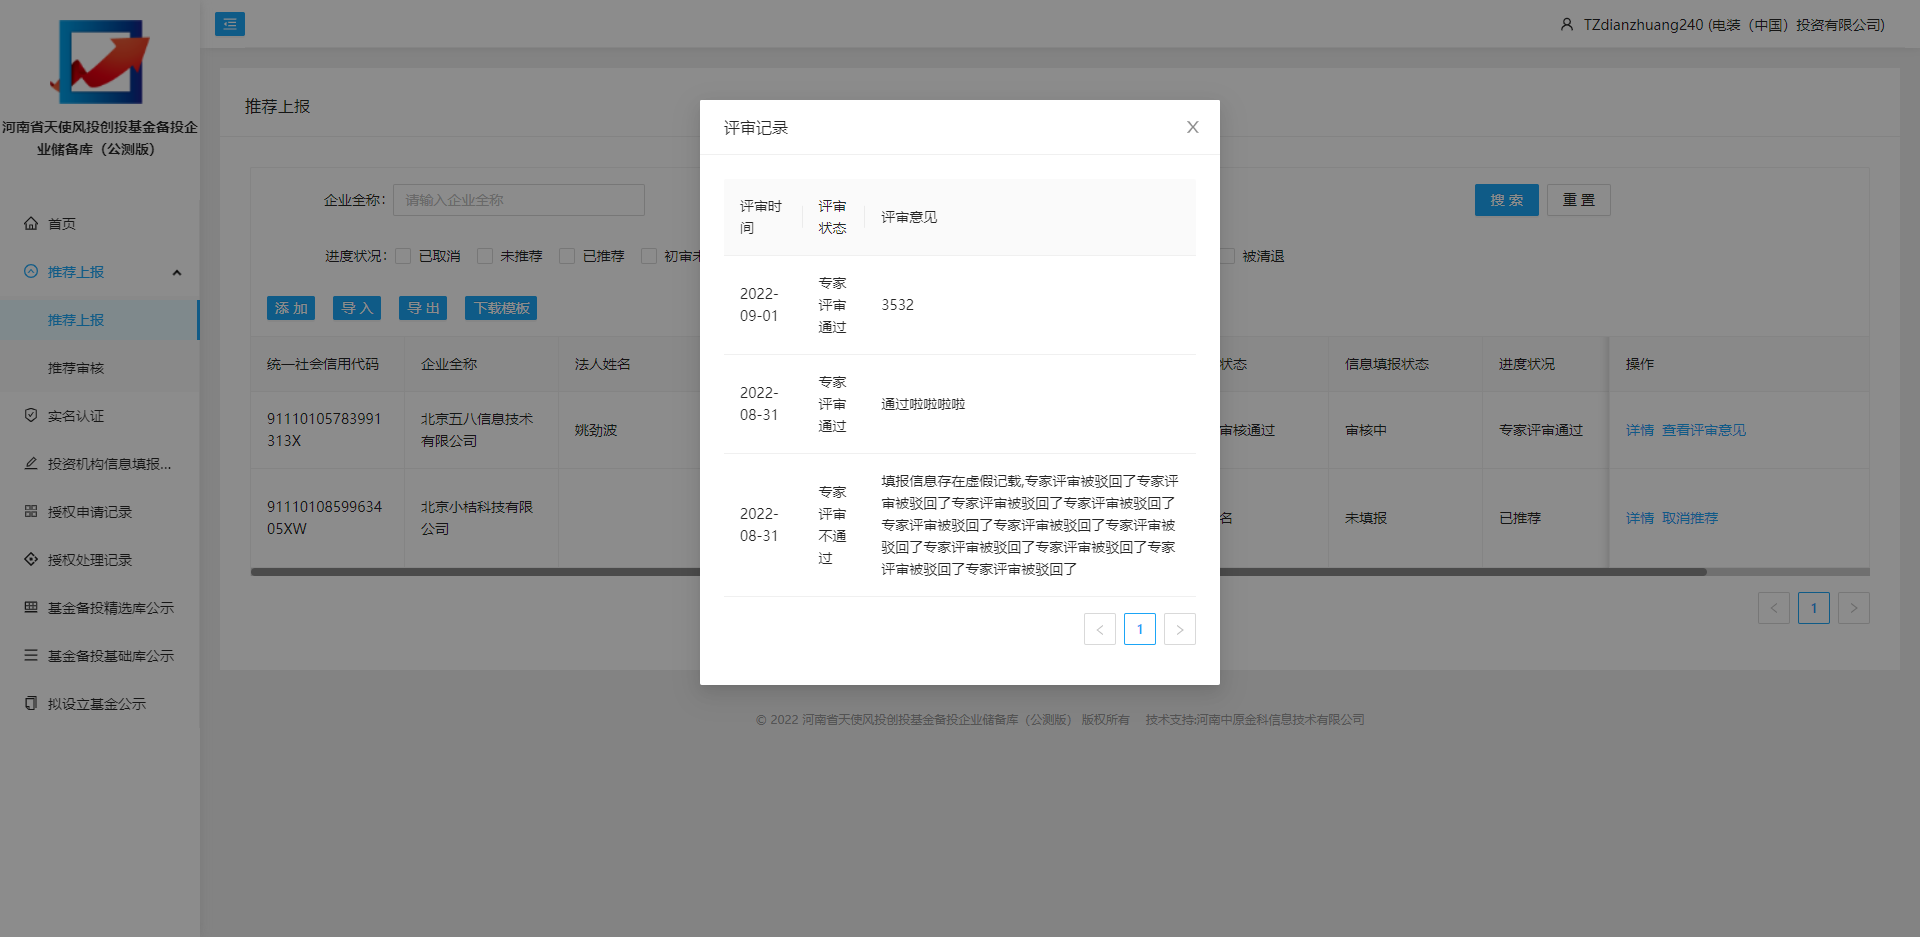 河南省天使风投创投基金备投企
业储备库（公测版）
首页
推荐上报
推荐上报
推荐审核
实名认证
投资机构信息填报...
授权申请记录
授权处理记录
基金备投精选库公示
基金备投基础库公示
拟设立基金公示
TZdianzhuang240 (电装（中国）投资有限公司)
推荐上报
企业全称：
请输入企业全称
搜 索
重 置
进度状况：
已取消
未推荐
已推荐
初审未
被清退
添 加
导 入
导 出
下载模板
统一社会信用代码
企业全称
法人姓名
状态
信息填报状态
进度状况
操作
91110105783991
313X
北京五八信息技术
有限公司
姚劲波
审核通过
审核中
专家评审通过
详情 查看评审意见
91110108599634
05XW
北京小桔科技有限
公司
名
未填报
已推荐
详情 取消推荐
< 1 >
© 2022 河南省天使风投创投基金备投企业储备库（公测版） 版权所有 技术支持:河南中原金科信息技术有限公司
评审记录
X
评审时
间
评审
状态
评审意见
2022-
09-01
专家
评审
通过
3532
2022-
08-31
专家
评审
通过
通过啦啦啦啦
2022-
08-31
专家
评审
不通
过
填报信息存在虚假记载,专家评审被驳回了专家评
审被驳回了专家评审被驳回了专家评审被驳回了
专家评审被驳回了专家评审被驳回了专家评审被
驳回了专家评审被驳回了专家评审被驳回了专家
评审被驳回了专家评审被驳回了
< 1 >